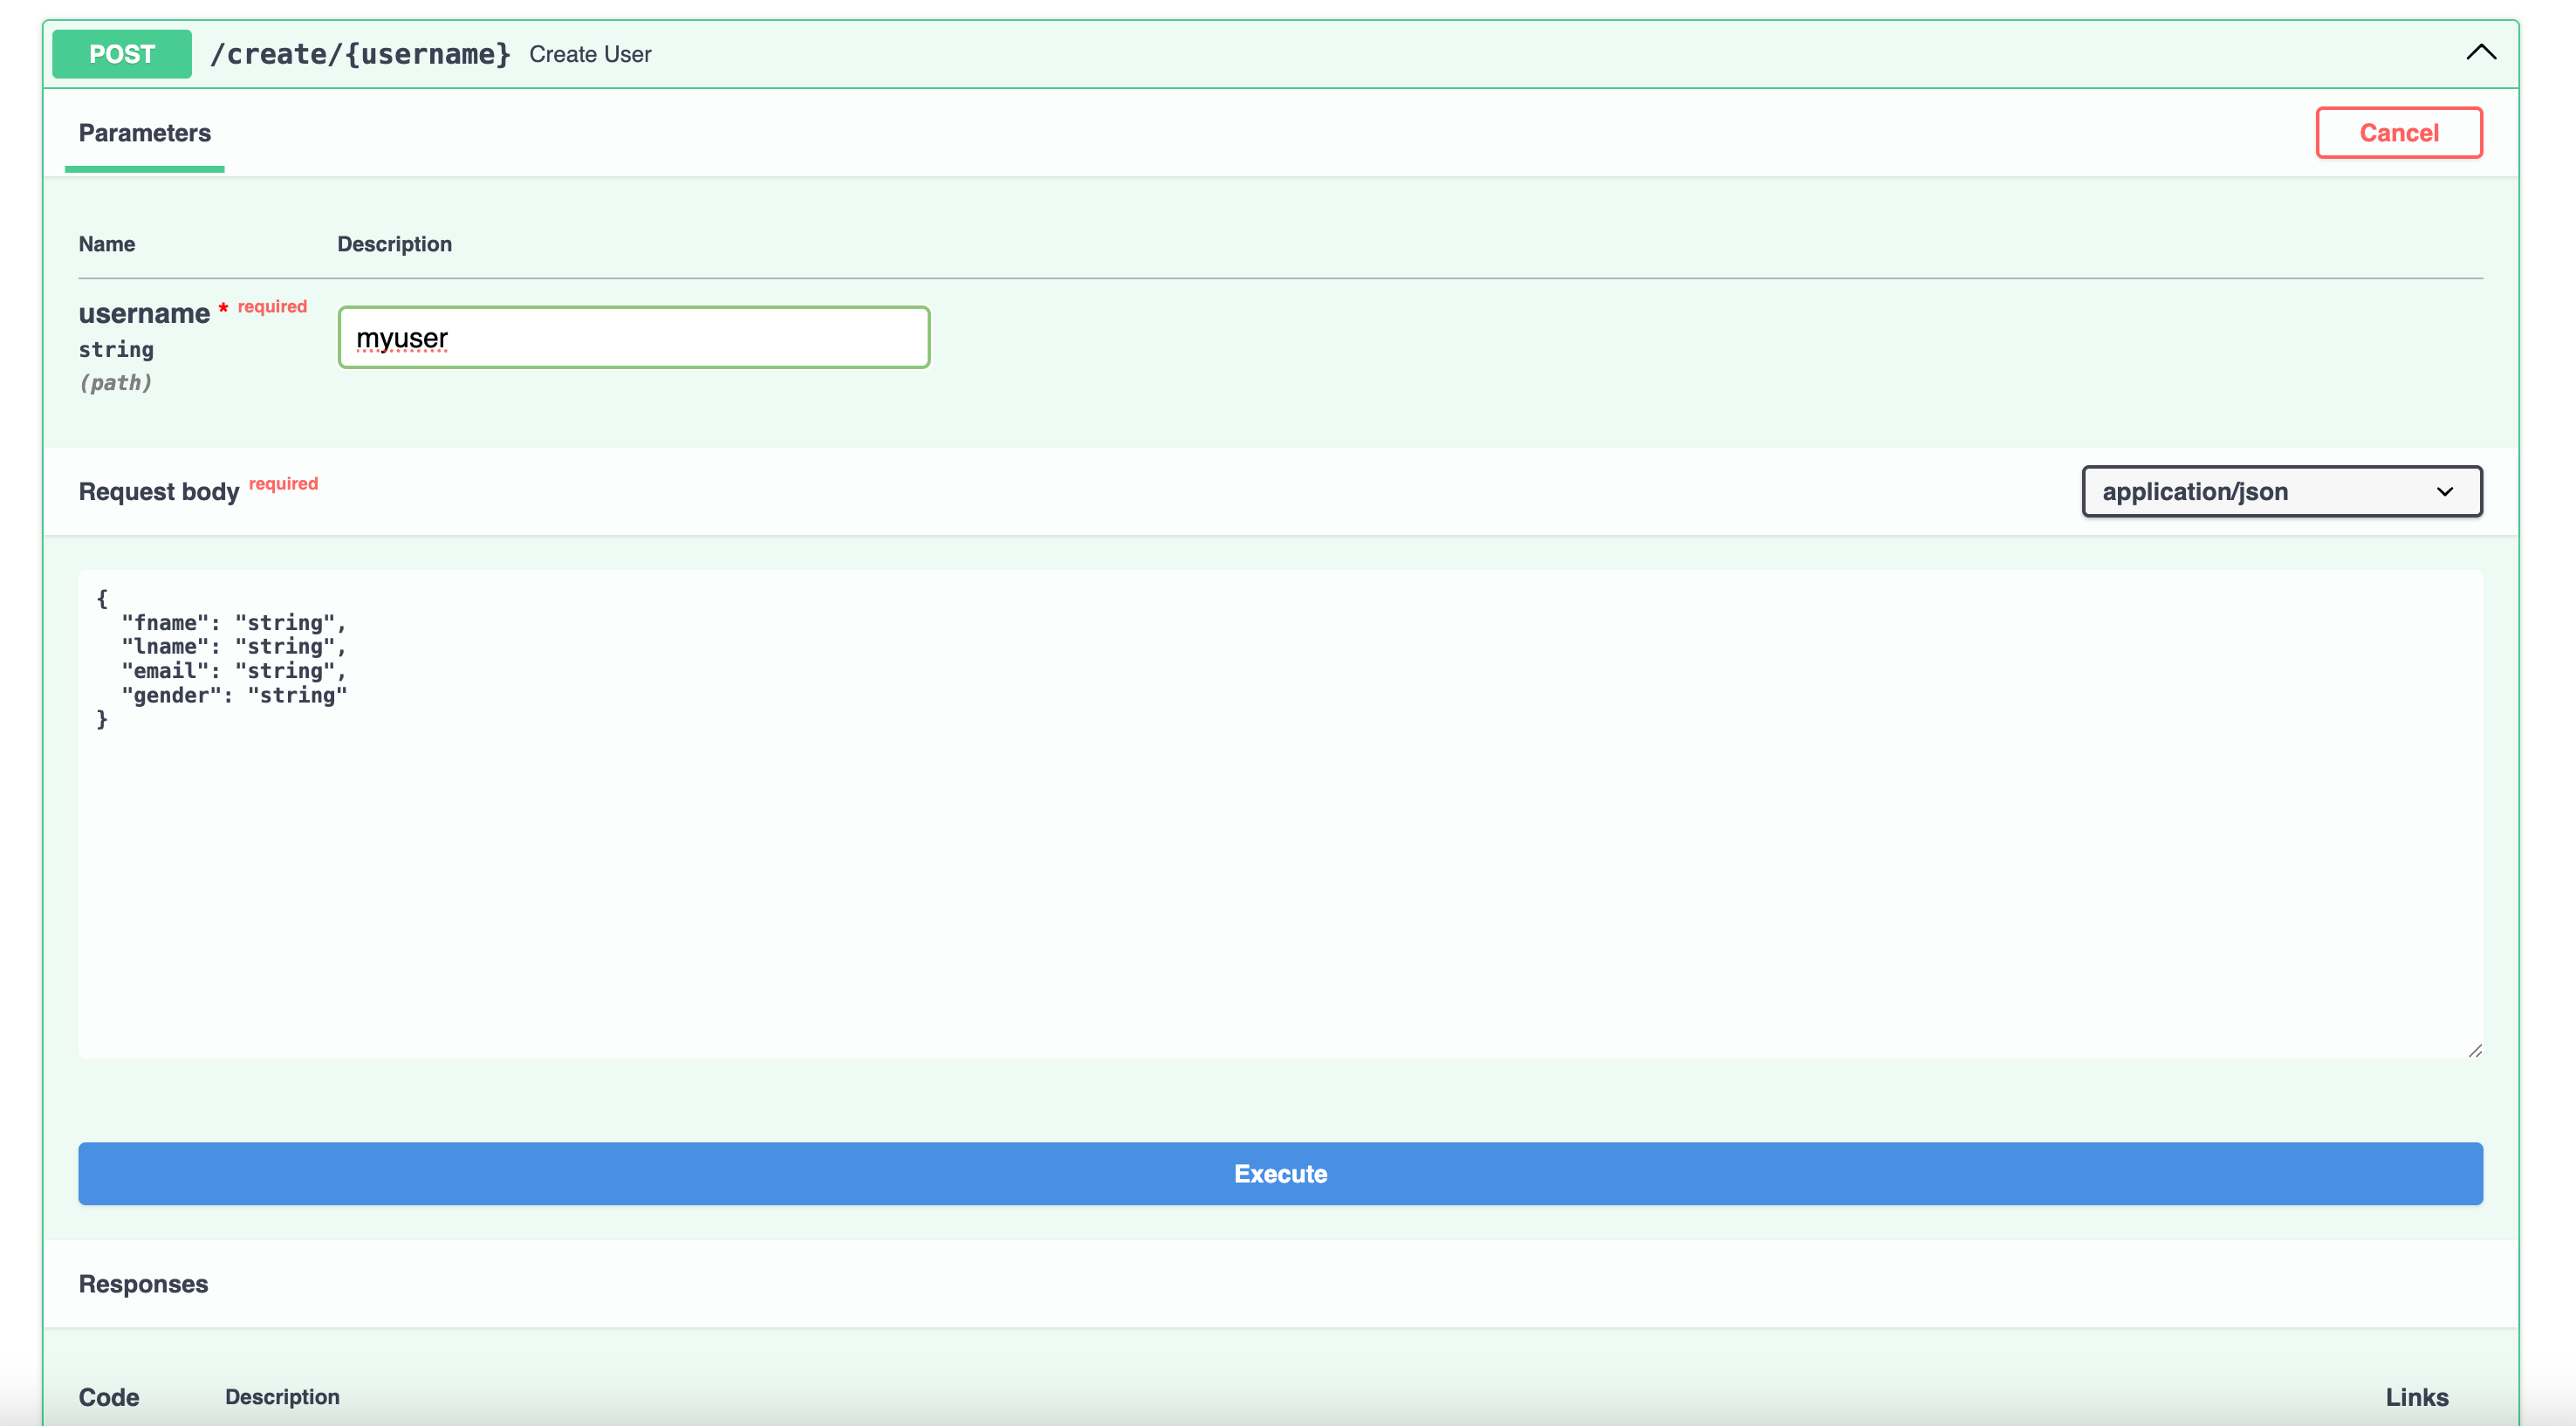 POST /create/{username} Create User
Parameters
Cancel
Name Description
username * required
string
(path)
myuser
Request body required
application/json
{
  "fname": "string",
  "lname": "string",
  "email": "string",
  "gender": "string"
}
Execute
Responses
Code Description Links